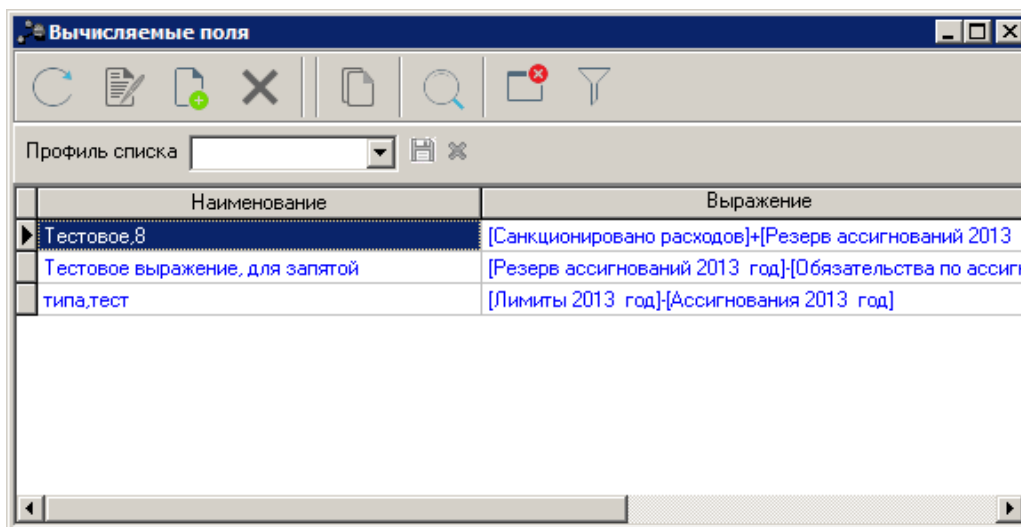 Вычисляемые поля
Профиль списка
Наименование Выражение
Тестовое,8 [Санкционировано расходов]+[Резерв ассигнований 2013
Тестовое выражение, для запятой [Резерв ассигнований 2013 год]-[Обязательства по ассиг
типа,тест [Лимиты 2013 год]-[Ассигнования 2013 год]